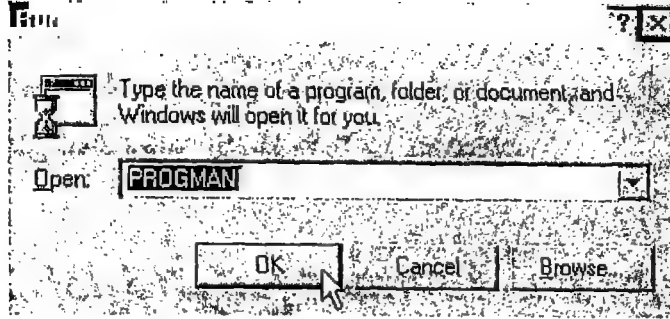 Run
?
Type the name of a program, folder, or document, and
Windows will open it for you.
Open: PROGMAN
OK Cancel Browse...